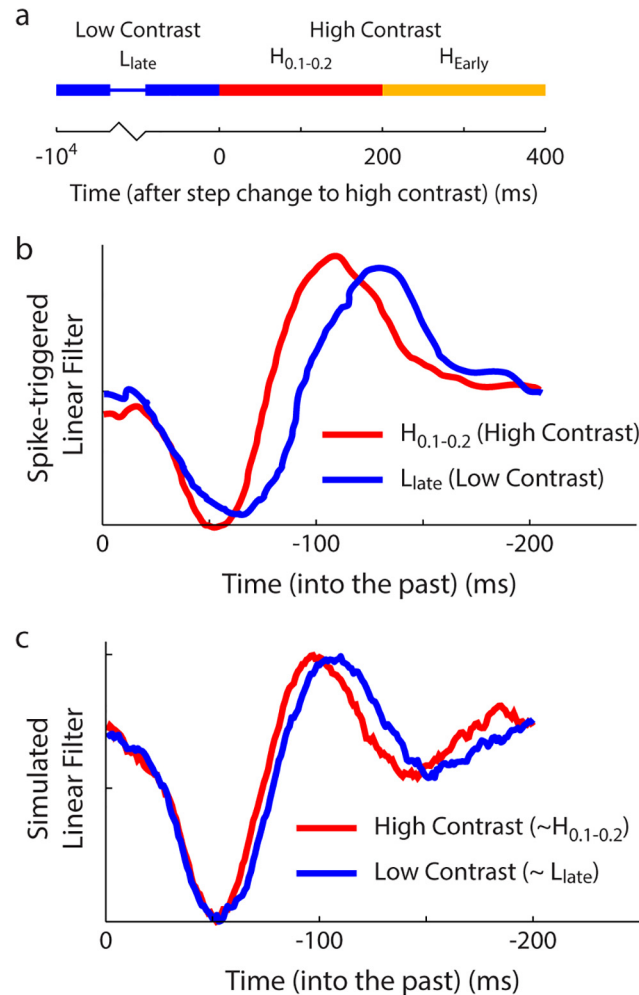 a
Low Contrast High Contrast
L_late H_0.1-0.2 H_Early
-10^4 0 200 400
Time (after step change to high contrast) (ms)
b
Spike-triggered
Linear Filter
H_0.1-0.2 (High Contrast)
L_late (Low Contrast)
0 -100 -200
Time (into the past) (ms)
c
Simulated
Linear Filter
High Contrast (~H_0.1-0.2)
Low Contrast (~ L_late)
0 -100 -200
Time (into the past) (ms)